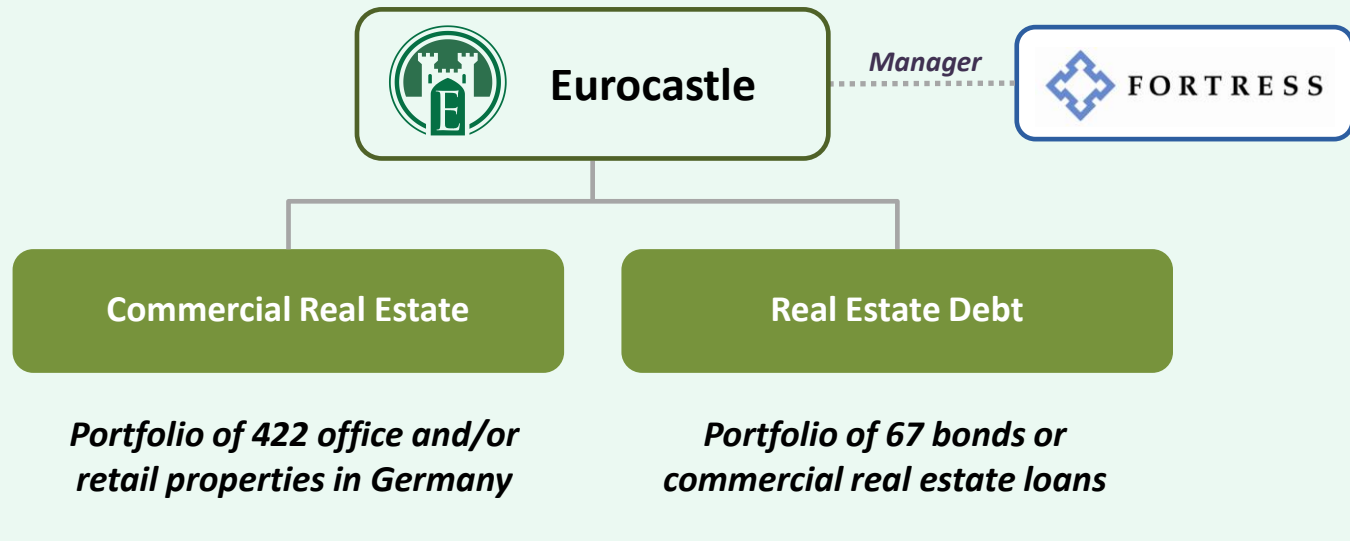 E
Eurocastle
Manager
FORTRESS
Commercial Real Estate
Real Estate Debt
Portfolio of 422 office and/or
retail properties in Germany
Portfolio of 67 bonds or
commercial real estate loans